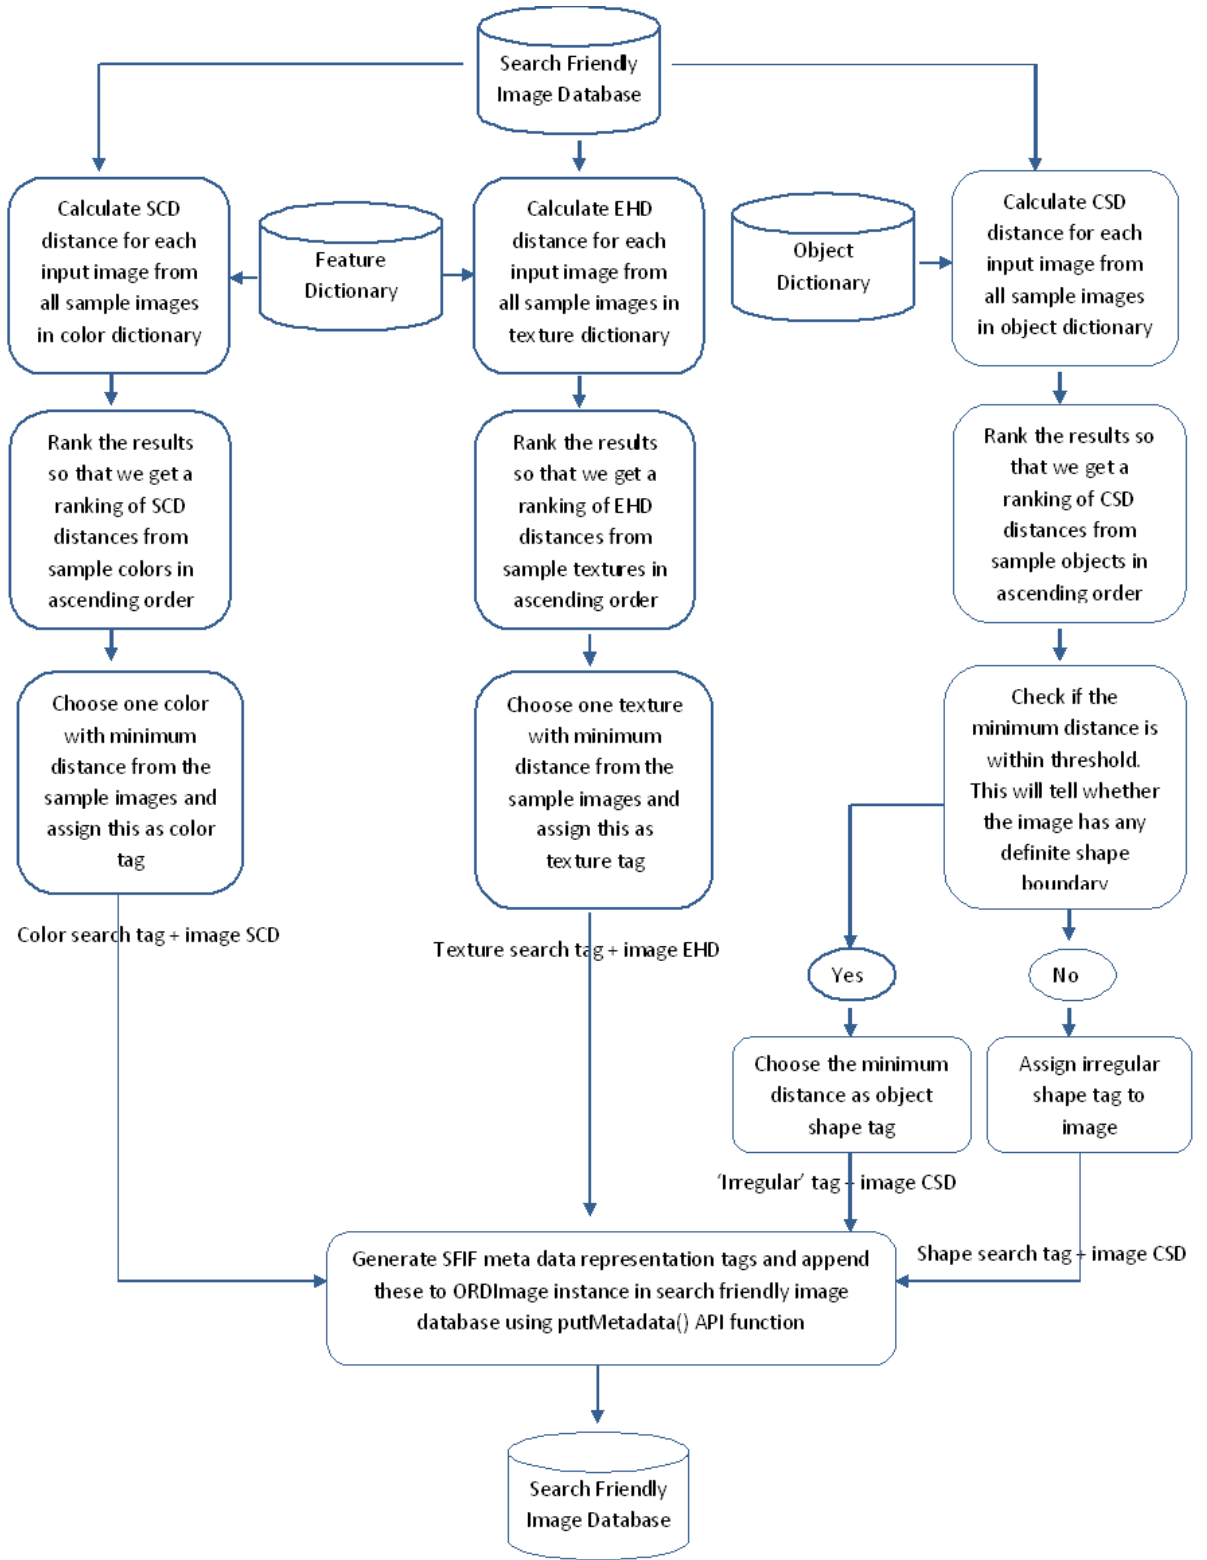 Search Friendly
Image Database
Calculate SCD
distance for each
input image from
all sample images
in color dictionary
Feature
Dictionary
Calculate EHD
distance for each
input image from
all sample images in
texture dictionary
Object
Dictionary
Calculate CSD
distance for each
input image from
all sample images
in object dictionary
Rank the results
so that we get a
ranking of SCD
distances from
sample colors in
ascending order
Rank the results
so that we get a
ranking of EHD
distances from
sample textures in
ascending order
Rank the results so
that we get a
ranking of CSD
distances from
sample objects in
ascending order
Choose one color
with minimum
distance from the
sample images and
assign this as color
tag
Choose one texture
with minimum
distance from the
sample images and
assign this as
texture tag
Check if the
minimum distance is
within threshold.
This will tell whether
the image has any
definite shape
boundary
Color search tag + image SCD
Texture search tag + image EHD
Yes
No
Choose the minimum
distance as object
shape tag
Assign irregular
shape tag to
image
‘Irregular’ tag + image CSD
Shape search tag + image CSD
Generate SFIF meta data representation tags and append
these to ORDImage instance in search friendly image
database using putMetadata() API function
Search Friendly
Image Database